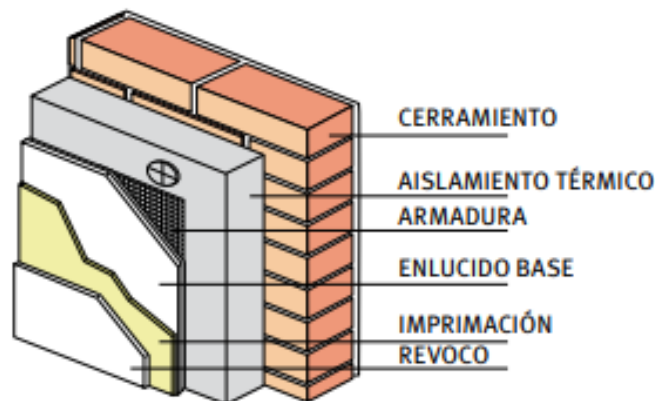 CERRAMIENTO
AISLAMIENTO TÉRMICO
ARMADURA
ENLUCIDO BASE
IMPRIMACIÓN
REVOCO